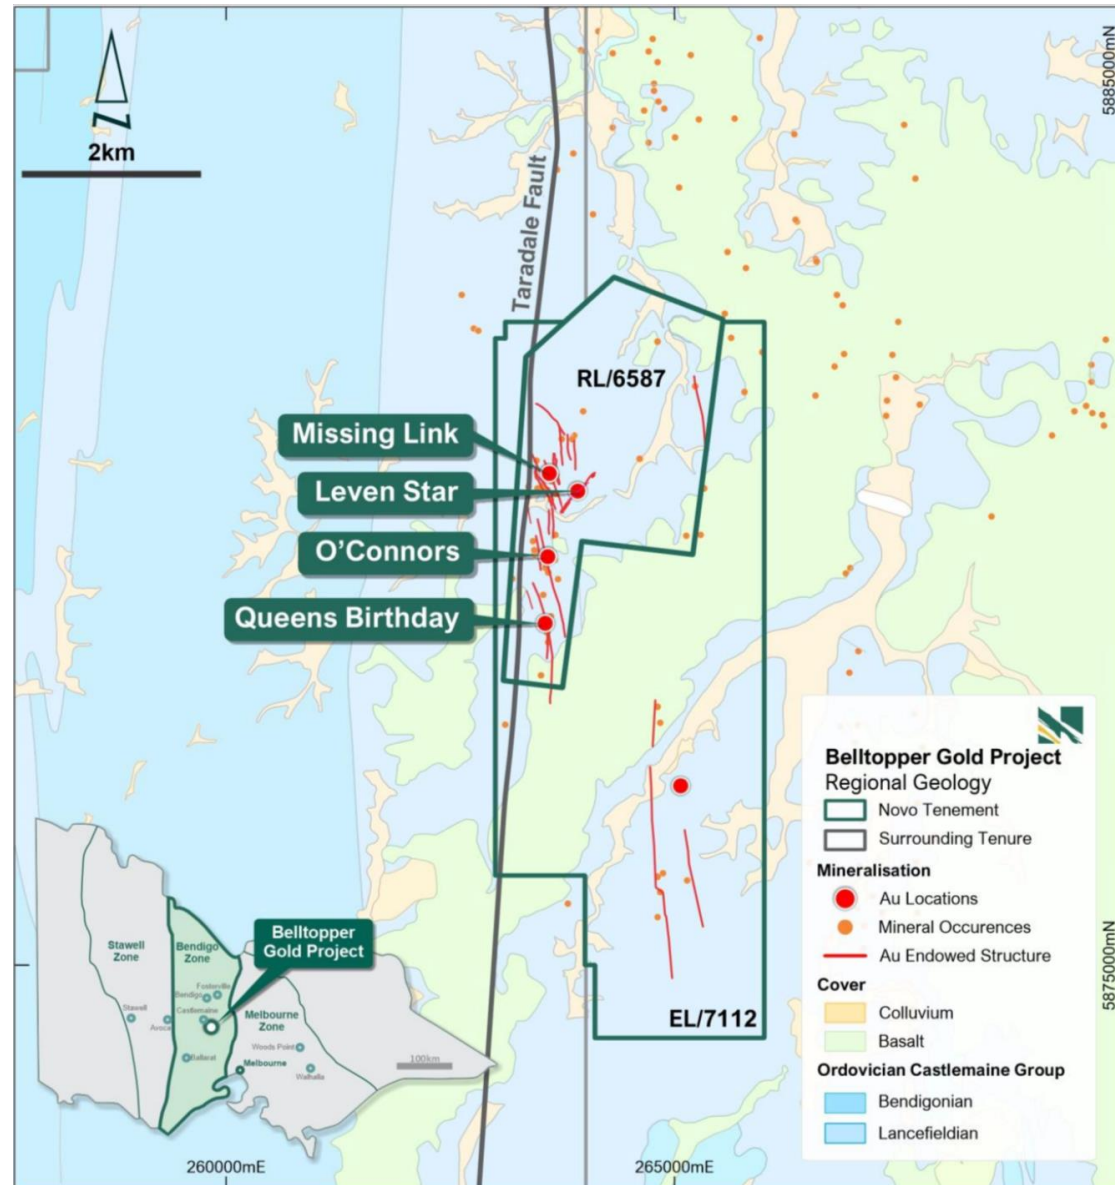 5885000mN
N
2km
Taradale Fault
RL/6587
Missing Link
Leven Star
O'Connors
Queens Birthday
EL/7112
5875000mN
260000mE
265000mE
Belltopper Gold Project
Regional Geology
Novo Tenement
Surrounding Tenure
Mineralisation
Au Locations
Mineral Occurences
Au Endowed Structure
Cover
Colluvium
Basalt
Ordovician Castlemaine Group
Bendigonian
Lancefieldian
Belltopper
Gold Project
Stawell
Zone
Bendigo
Zone
Melbourne
Zone
Fosterville
Bendigo
Castlemaine
Stawell
Avoca
Ballarat
Melbourne
Woods Point
Walhalla
100km